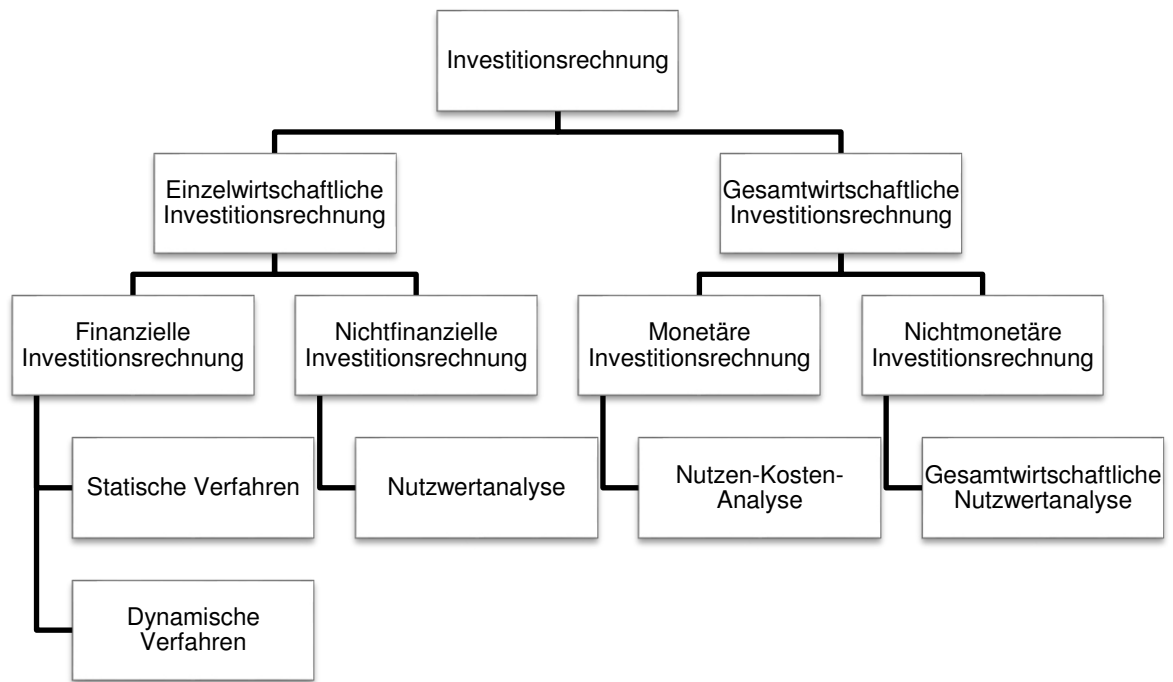 Investitionsrechnung
Einzelwirtschaftliche
Investitionsrechnung
Gesamtwirtschaftliche
Investitionsrechnung
Finanzielle
Investitionsrechnung
Nichtfinanzielle
Investitionsrechnung
Monetäre
Investitionsrechnung
Nichtmonetäre
Investitionsrechnung
Statische Verfahren
Nutzwertanalyse
Nutzen-Kosten-
Analyse
Gesamtwirtschaftliche
Nutzwertanalyse
Dynamische
Verfahren